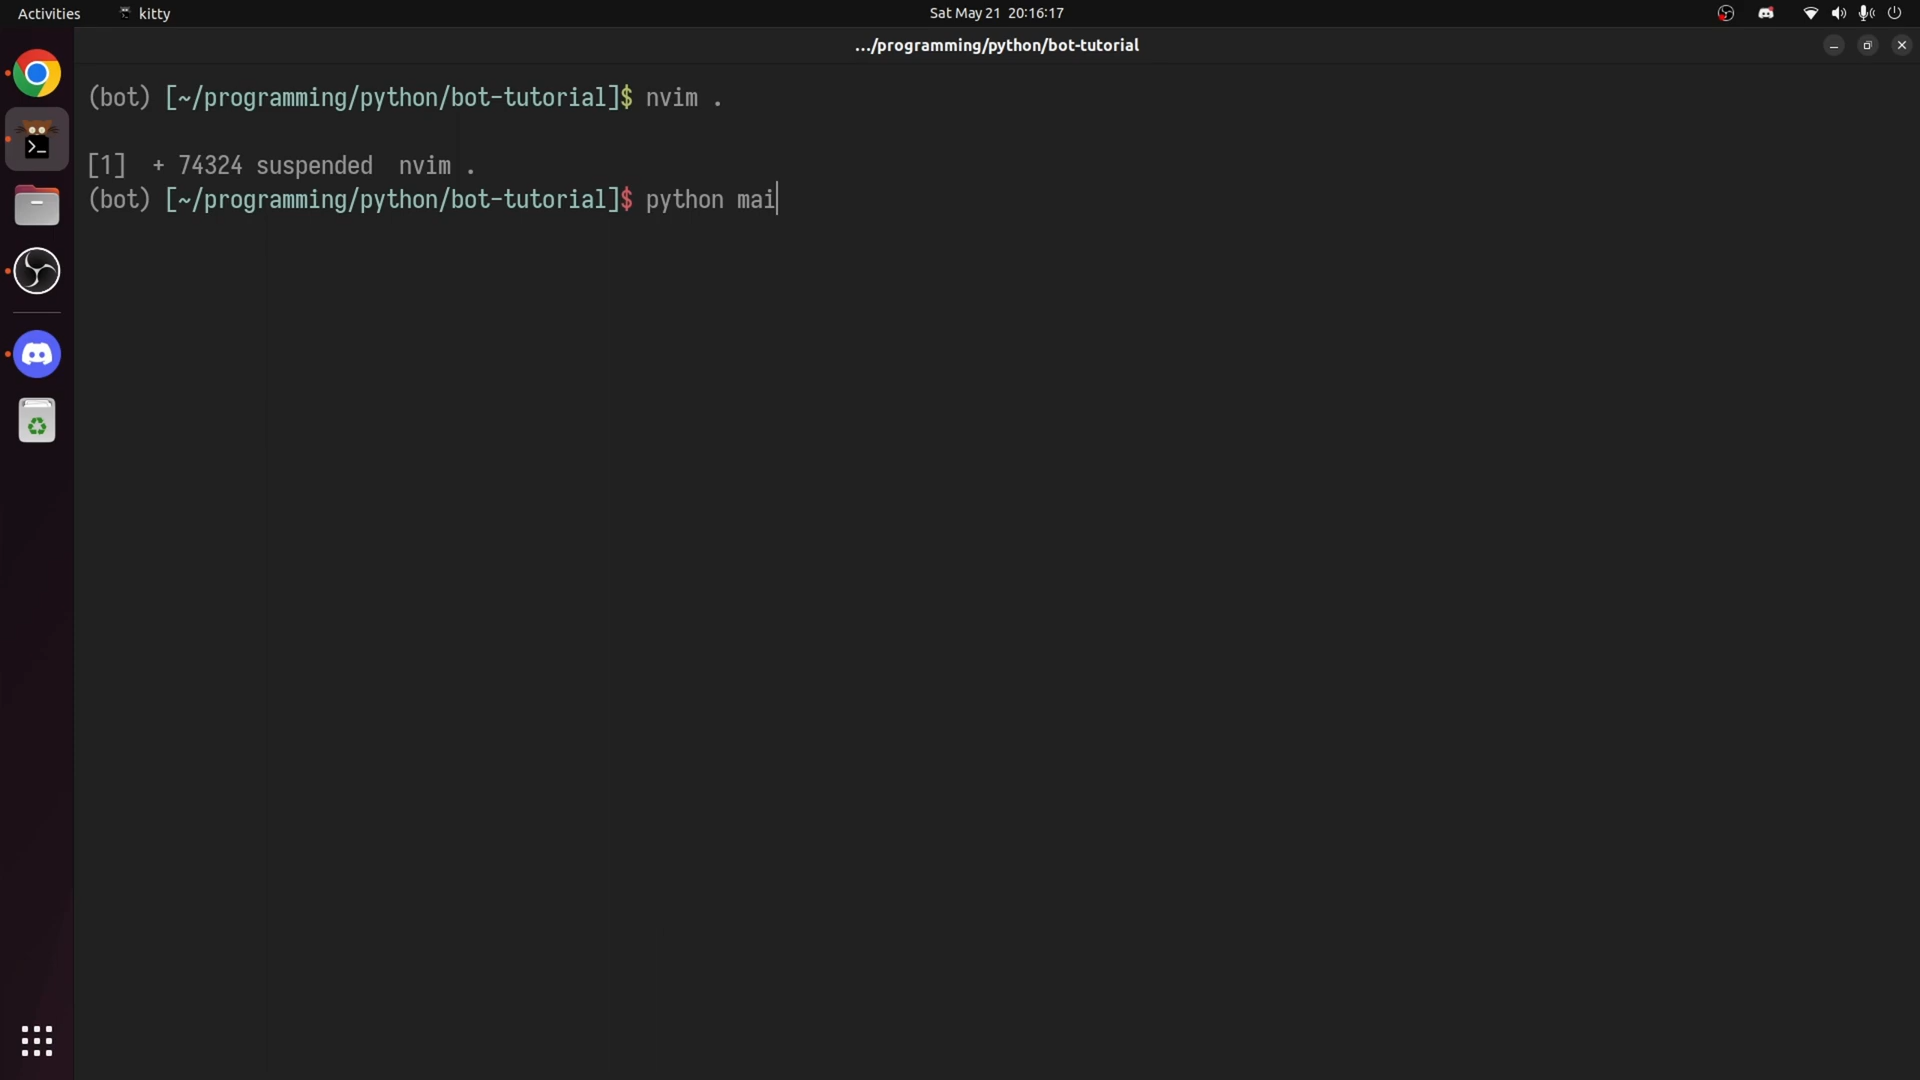 Activities kitty Sat May 21 20:16:17
.../programming/python/bot-tutorial
(bot) [~/programming/python/bot-tutorial]$ nvim .
[1] + 74324 suspended nvim .
(bot) [~/programming/python/bot-tutorial]$ python mai